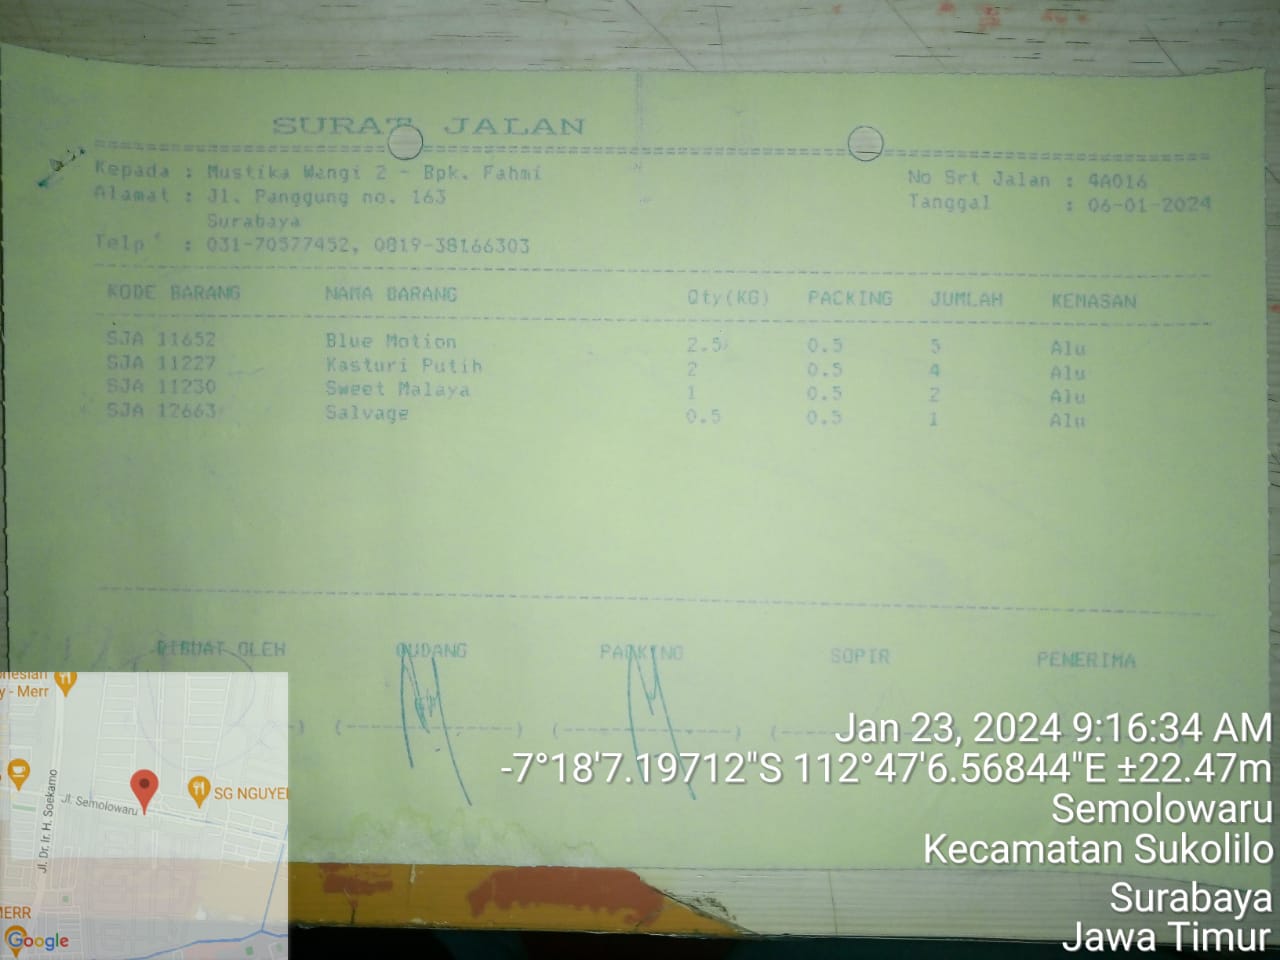 SURAT JALAN
Kepada : Mustika Wangi 2 - Bpk. Fahmi
No Srt Jalan : 4A016
Alamat : Jl. Panggung no. 163
Tanggal : 06-01-2024
Surabaya
Telp : 031-70577452, 0819-38166303
KODE BARANG NAMA BARANG Qty(KG) PACKING JUMLAH KEMASAN
SJA 11652 Blue Motion 2.5 0.5 5 Alu
SJA 11227 Kasturi Putih 2 0.5 4 Alu
SJA 11230 Sweet Malaya 1 0.5 2 Alu
SJA 12663 Salvage 0.5 0.5 1 Alu
DIBUAT OLEH GUDANG PACKING SOPIR PENERIMA
Jan 23, 2024 9:16:34 AM
-7°18'7.19712"S 112°47'6.56844"E ±22.47m
Semolowaru
Kecamatan Sukolilo
Surabaya
Jawa Timur
y - Merr
Jl. Semolowaru
SG NGUYEN
Jl. Dr. Ir. H. Soekarno
MERR
Google